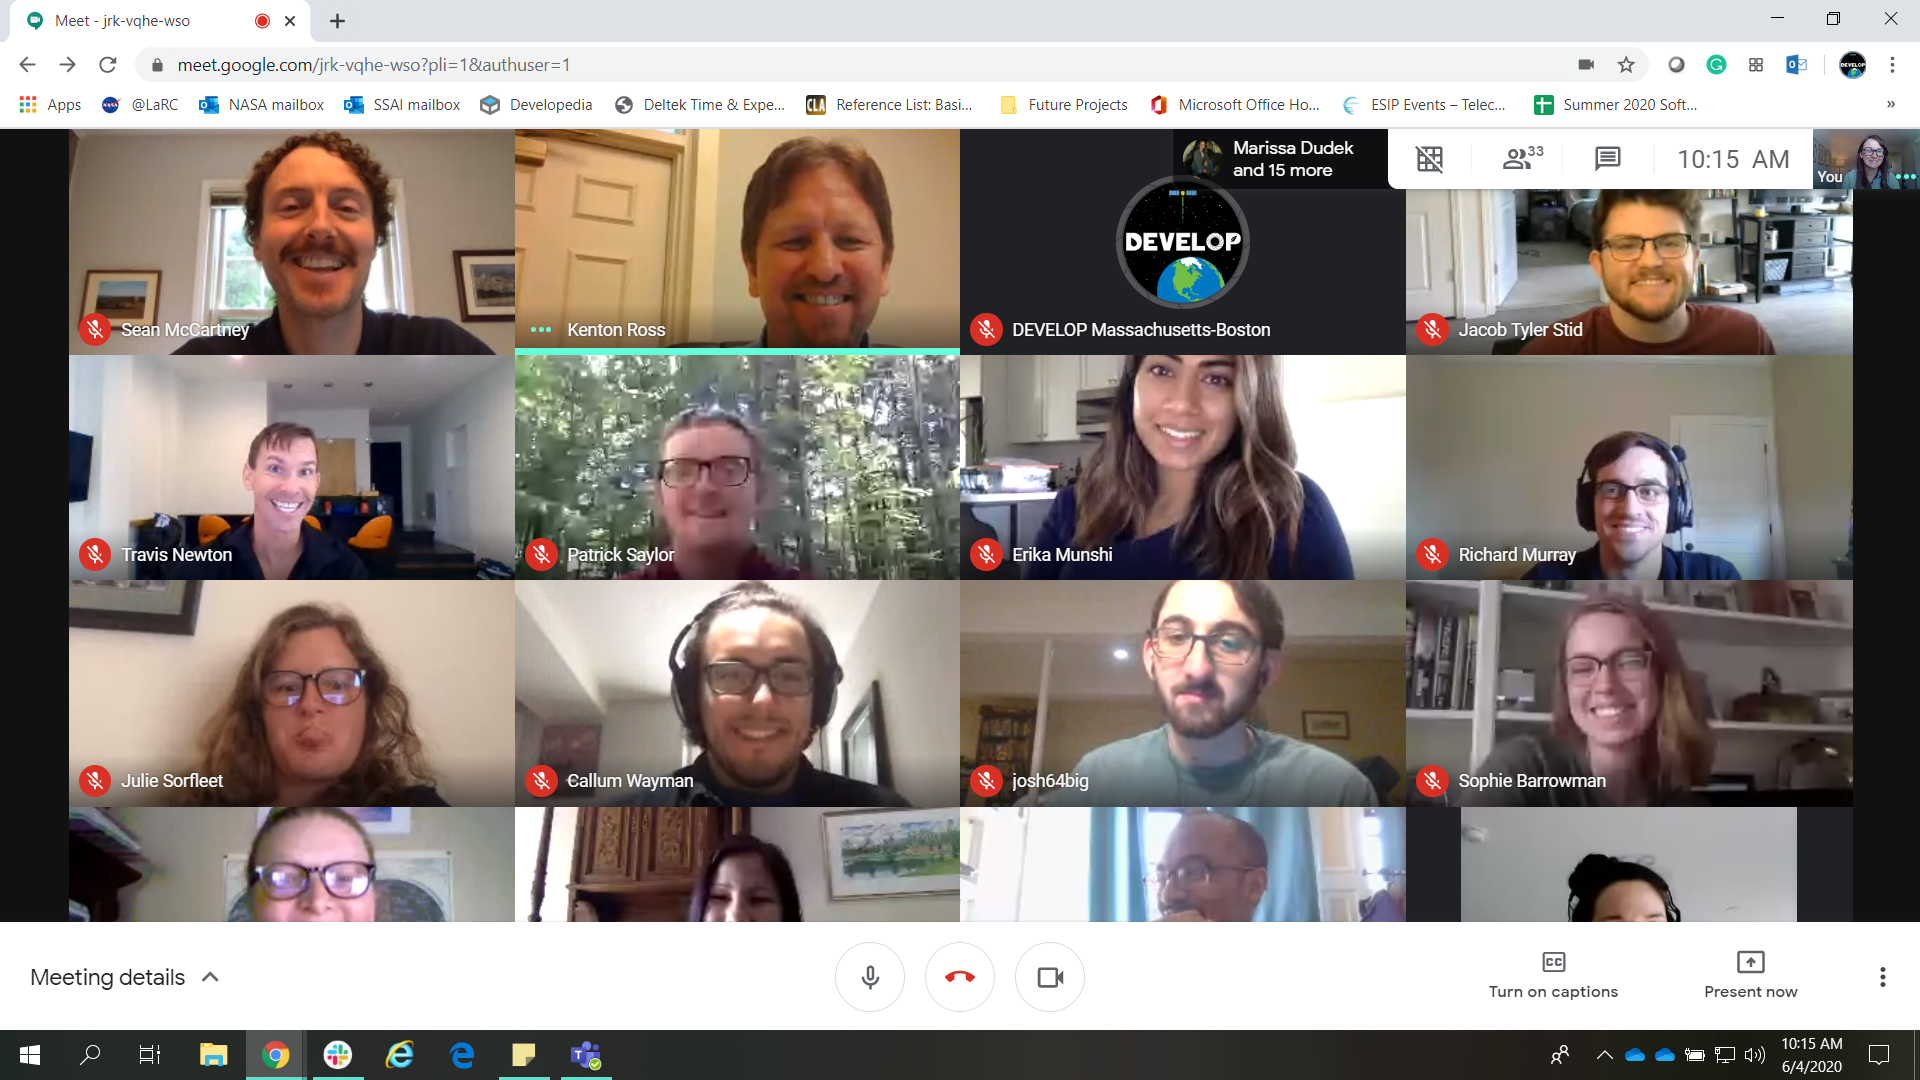 Meet - jrk-vqhe-wso
meet.google.com/jrk-vqhe-wso?pli=1&authuser=1
DEVELOP
Apps
NASA
@LaRC
NASA mailbox
SSAI mailbox
Developedia
Deltek Time & Expe...
CLA
Reference List: Basi...
Future Projects
Microsoft Office Ho...
ESIP Events – Telec...
Summer 2020 Soft...
»
Marissa Dudek
and 15 more
33
10:15 AM
You
DEVELOP
Sean McCartney
Kenton Ross
DEVELOP Massachusetts-Boston
Jacob Tyler Stid
Travis Newton
Patrick Saylor
Erika Munshi
Richard Murray
Julie Sorfleet
Callum Wayman
josh64big
Sophie Barrowman
Meeting details
CC
Turn on captions
Present now
10:15 AM
6/4/2020